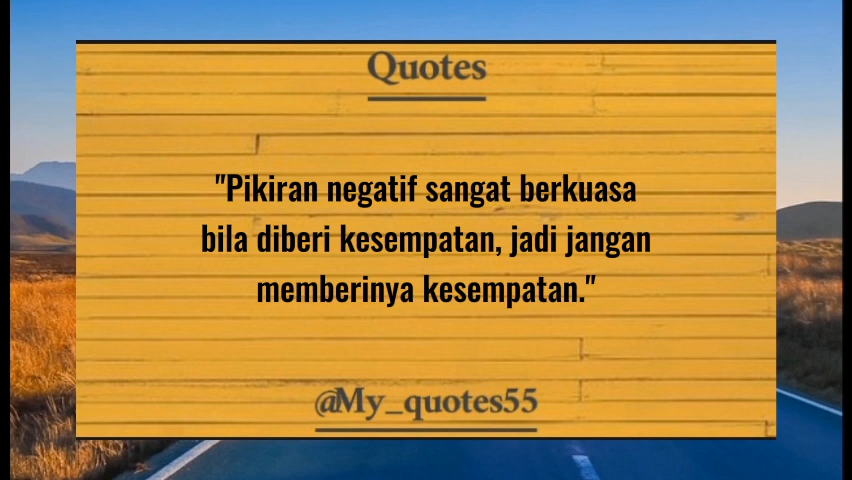 Quotes
"Pikiran negatif sangat berkuasa
bila diberi kesempatan, jadi jangan
memberinya kesempatan."
@My_quotes55